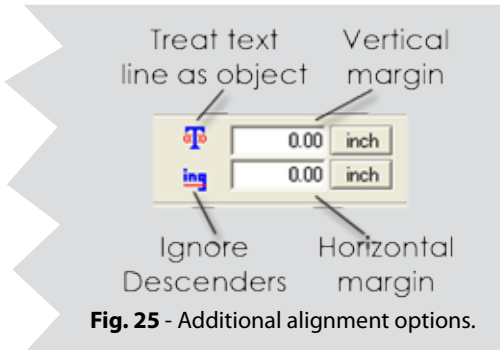 Treat text Vertical
line as object margin
0.00 inch
ing 0.00 inch
Ignore Horizontal
Descenders margin
Fig. 25 - Additional alignment options.